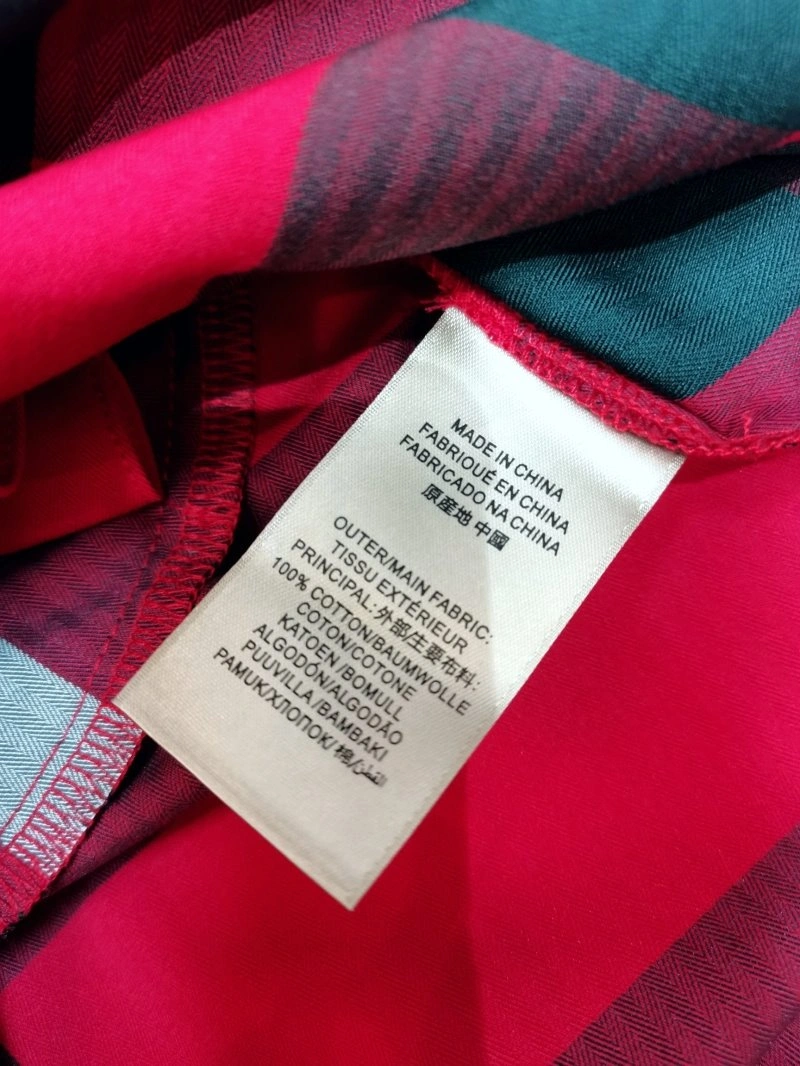 MADE IN CHINA
FABRIQUÉ EN CHINA
FABRICADO NA CHINA
原産地 中國
OUTER/MAIN FABRIC:
TISSU EXTÉRIEUR
PRINCIPAL:外部/主要布料:
100% COTTON/BAUMWOLLE
COTON/COTONE
KATOEN/BOMULL
ALGODÓN/ALGODÃO
PUUVILLA/BAMBAKI
PAMUK/ХЛОПОК/棉/القطن